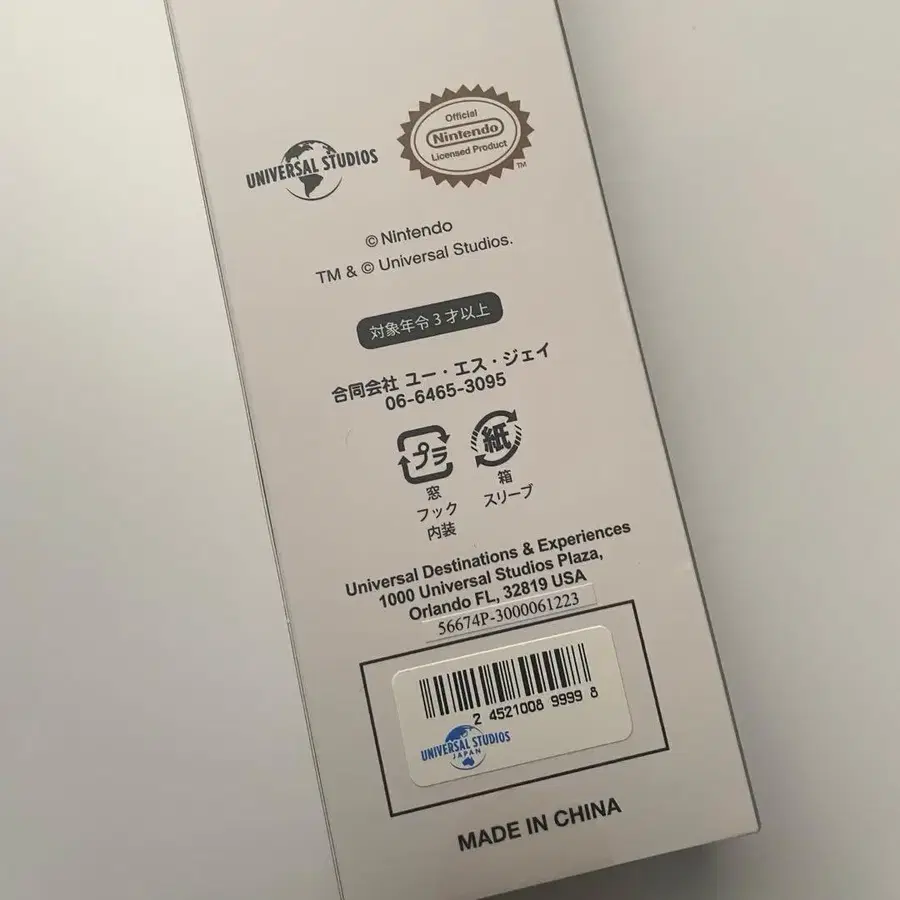 UNIVERSAL STUDIOS
Official
Nintendo
Licensed Product
TM
©Nintendo
TM & © Universal Studios.
対象年令3才以上
合同会社 ユー・エス・ジェイ
06-6465-3095
プラ
紙
窓
フック
内装
箱
スリーブ
Universal Destinations & Experiences
1000 Universal Studios Plaza,
Orlando FL, 32819 USA
56674P-3000061223
2 4521008 9999 8
UNIVERSAL STUDIOS
JAPAN
MADE IN CHINA